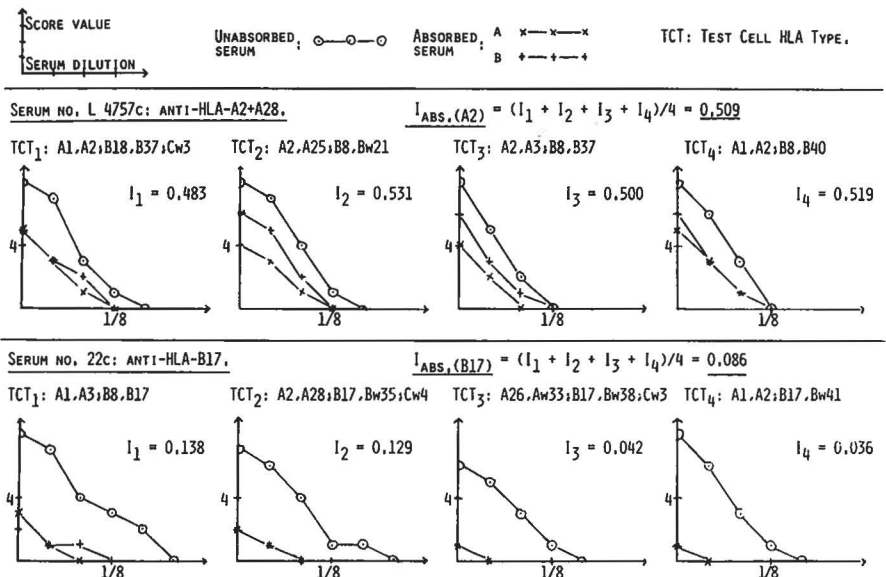 SCORE VALUE
SERUM DILUTION
UNABSORBED SERUM :
ABSORBED SERUM : A x—x—x
B +—+—+
TCT: TEST CELL HLA TYPE.
SERUM NO. L 4757C: ANTI-HLA-A2+A28.
I ABS.(A2) = (I1 + I2 + I3 + I4)/4 = 0.509
TCT1: A1,A2;B18,B37;Cw3
TCT2: A2,A25;B8,Bw21
TCT3: A2,A3;B8,B37
TCT4: A1,A2;B8,B40
I1 = 0.483
I2 = 0.531
I3 = 0.500
I4 = 0.519
4
4
4
4
1/8
1/8
1/8
1/8
SERUM NO. 22C: ANTI-HLA-B17.
I ABS.(B17) = (I1 + I2 + I3 + I4)/4 = 0.086
TCT1: A1,A3;B8,B17
TCT2: A2,A28;B17,Bw35;Cw4
TCT3: A26,Aw33;B17,Bw38;Cw3
TCT4: A1,A2;B17,Bw41
I1 = 0.138
I2 = 0.129
I3 = 0.042
I4 = 0.036
4
4
4
4
1/8
1/8
1/8
1/8